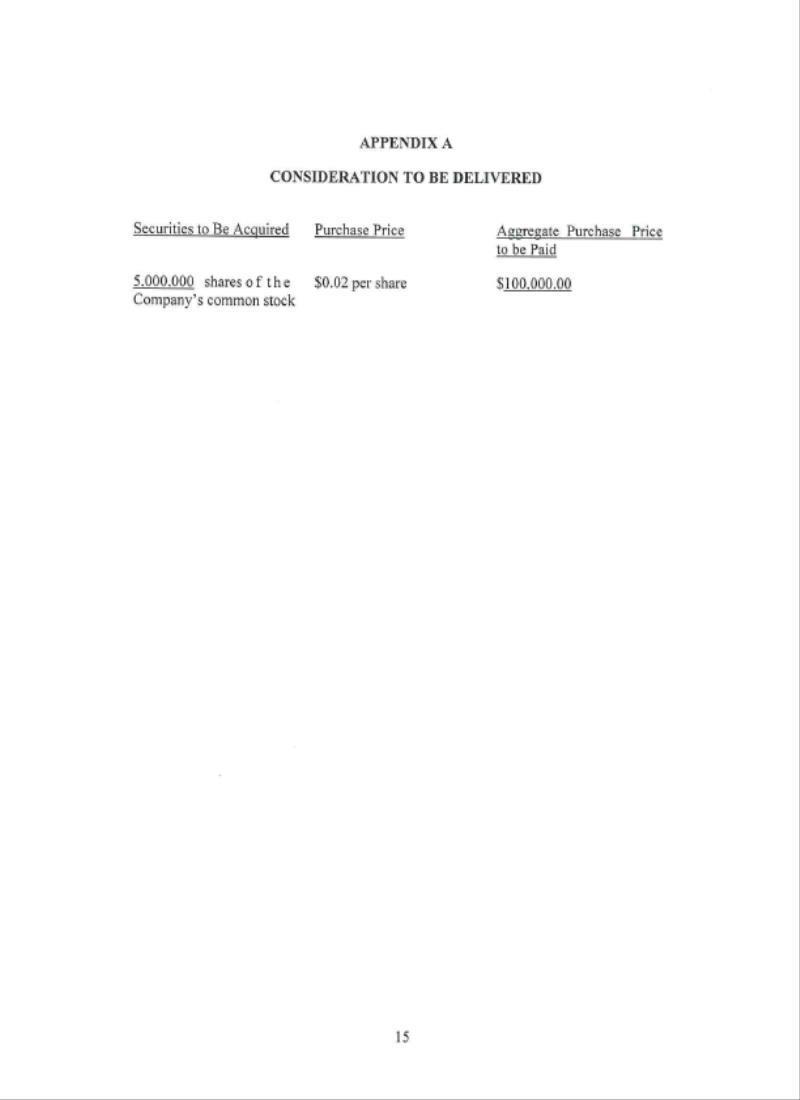 APPENDIX A
CONSIDERATION TO BE DELIVERED
Securities to Be Acquired Purchase Price Aggregate Purchase Price
to be Paid
5,000,000 shares of the $0.02 per share $100,000.00
Company's common stock
15